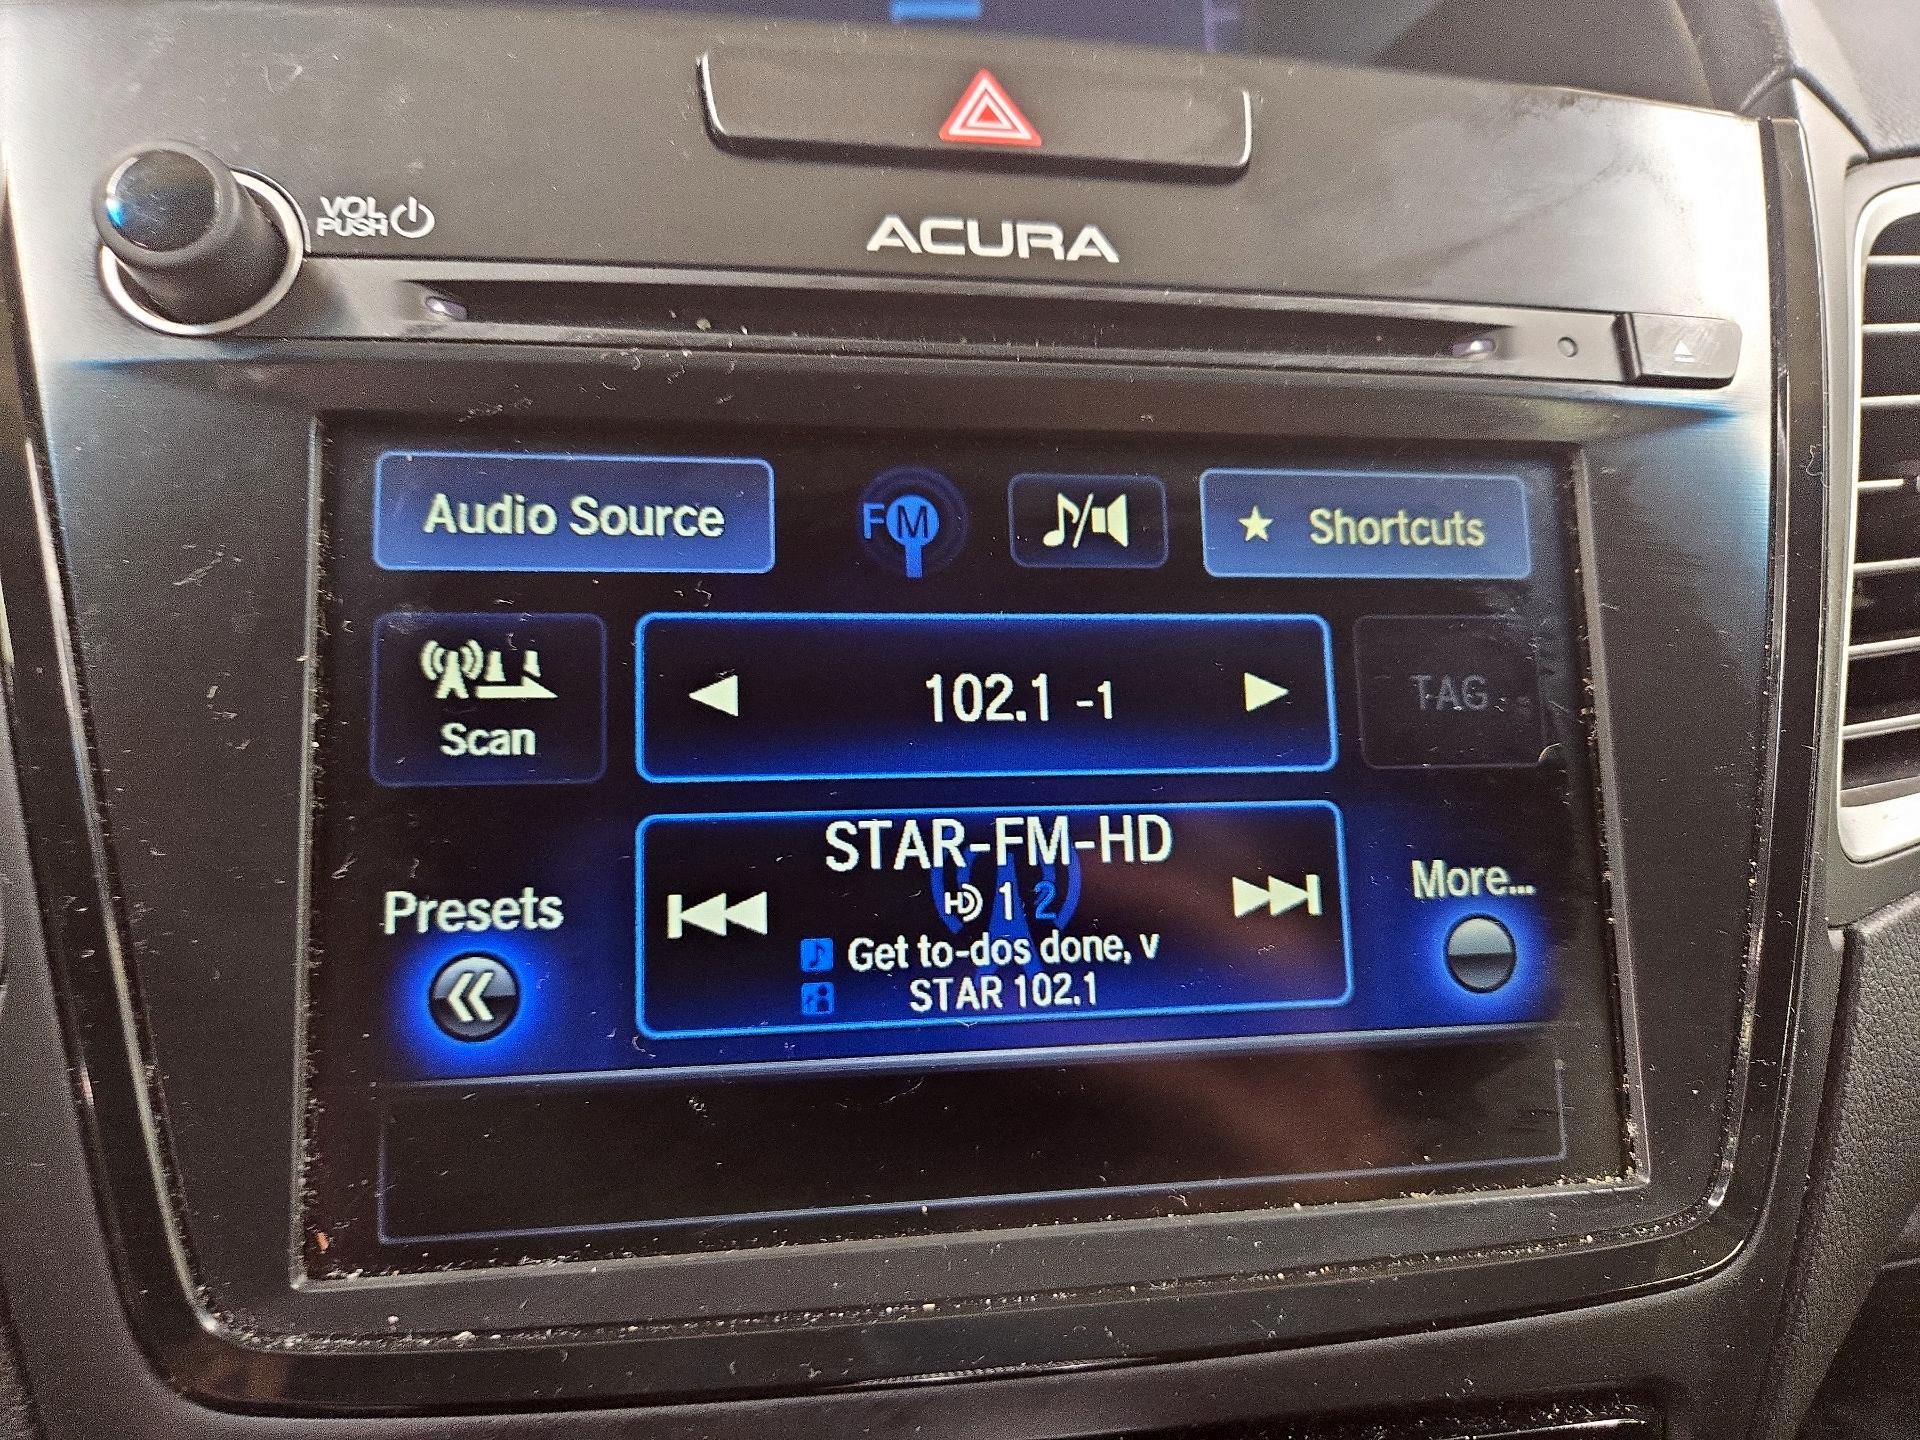 VOL
PUSH
ACURA
Audio Source
FM
Shortcuts
Scan
102.1 -1
TAG
STAR-FM-HD
HD 1 2
Presets
More...
Get to-dos done, v
STAR 102.1